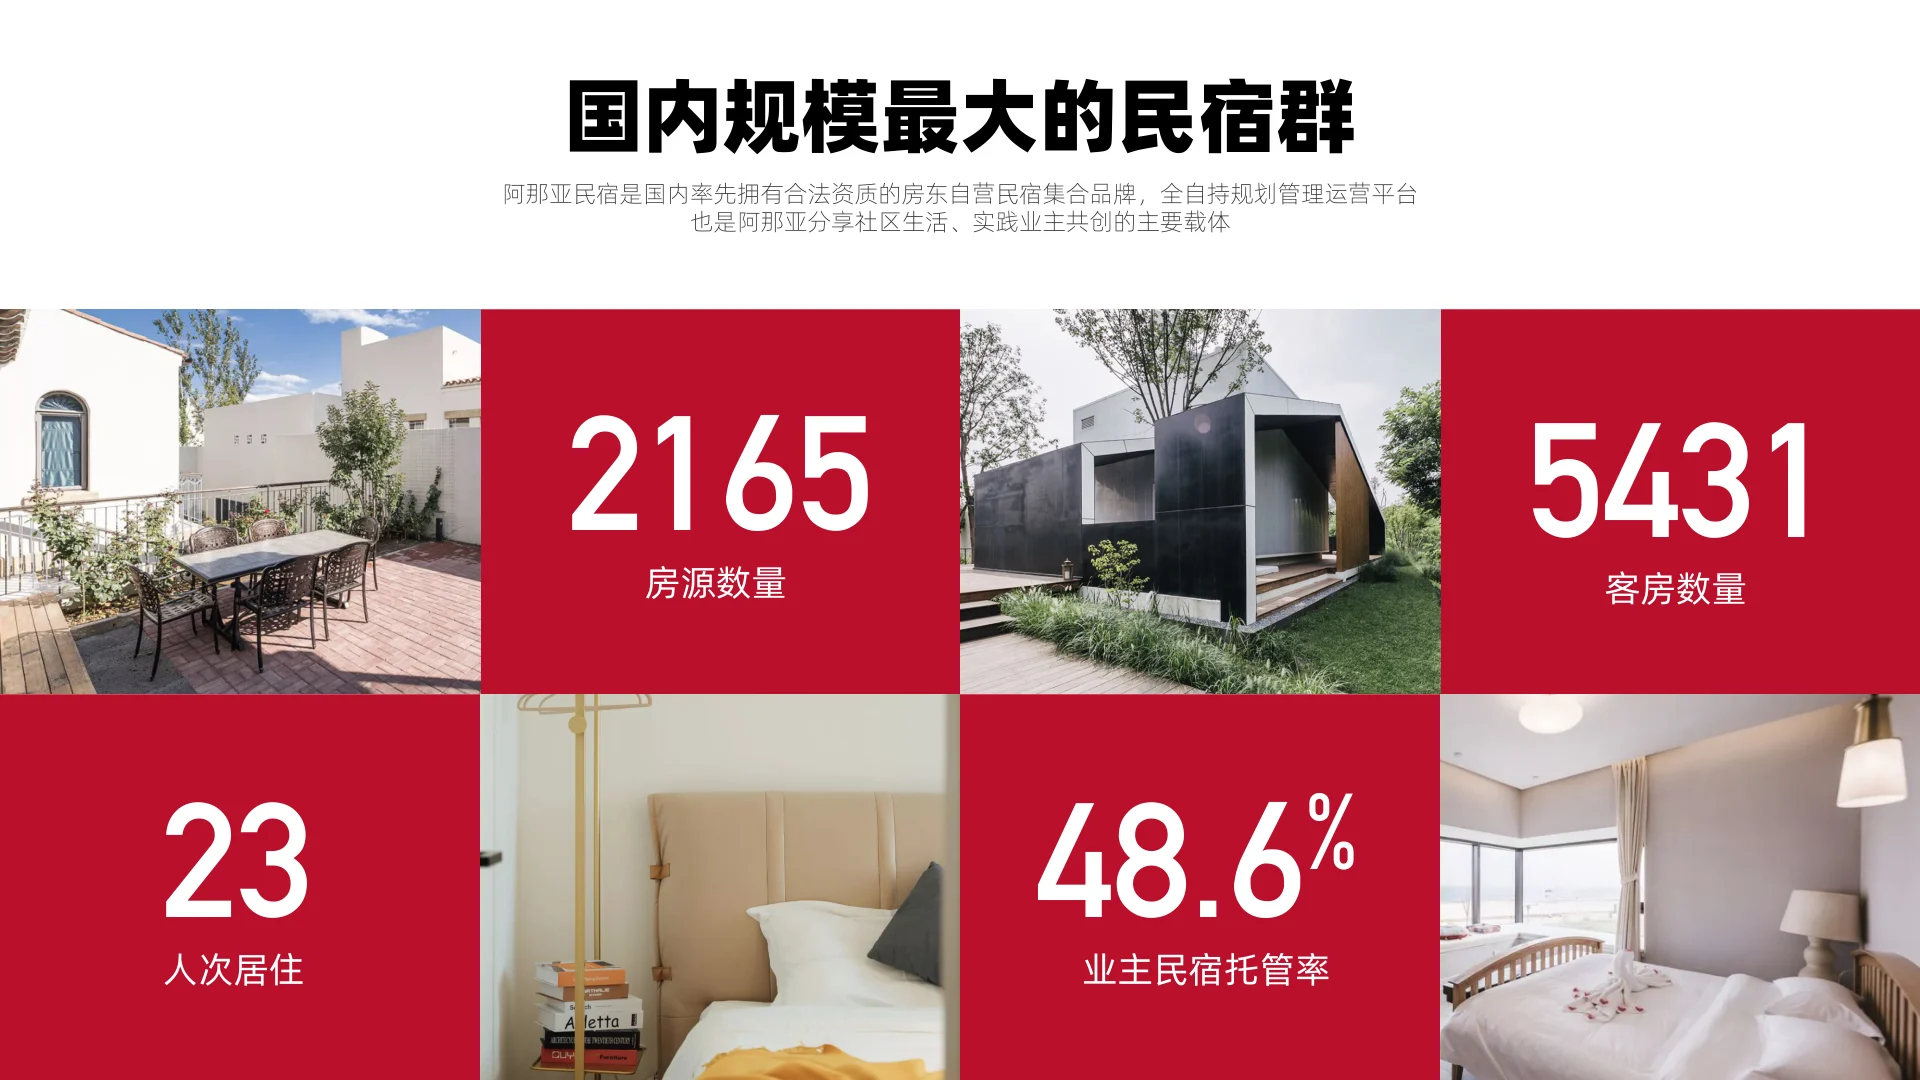 国内规模最大的民宿群
阿那亚民宿是国内率先拥有合法资质的房东自营民宿集合品牌，全自持规划管理运营平台
也是阿那亚分享社区生活、实践业主共创的主要载体
2165
房源数量
5431
客房数量
23
人次居住
48.6%
业主民宿托管率